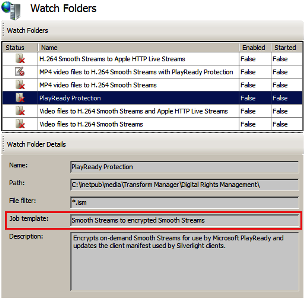 Watch Folders
Watch Folders
Status Name Enabled Started
H.264 Smooth Streams to Apple HTTP Live Streams False False
MP4 video files to H.264 Smooth Streams with PlayReady Protection False False
MP4 video files to H.264 Smooth Streams False False
PlayReady Protection False False
Video files to H.264 Smooth Streams and Apple HTTP Live Streams False False
Video files to H.264 Smooth Streams False False
Watch Folder Details
Name: PlayReady Protection
Path: C:\inetpub\media\Transform Manager\Digital Rights Management\
File filter: *.ism
Job template: Smooth Streams to encrypted Smooth Streams
Description: Encrypts on-demand Smooth Streams for use by Microsoft PlayReady and
updates the client manifest used by Silverlight clients.